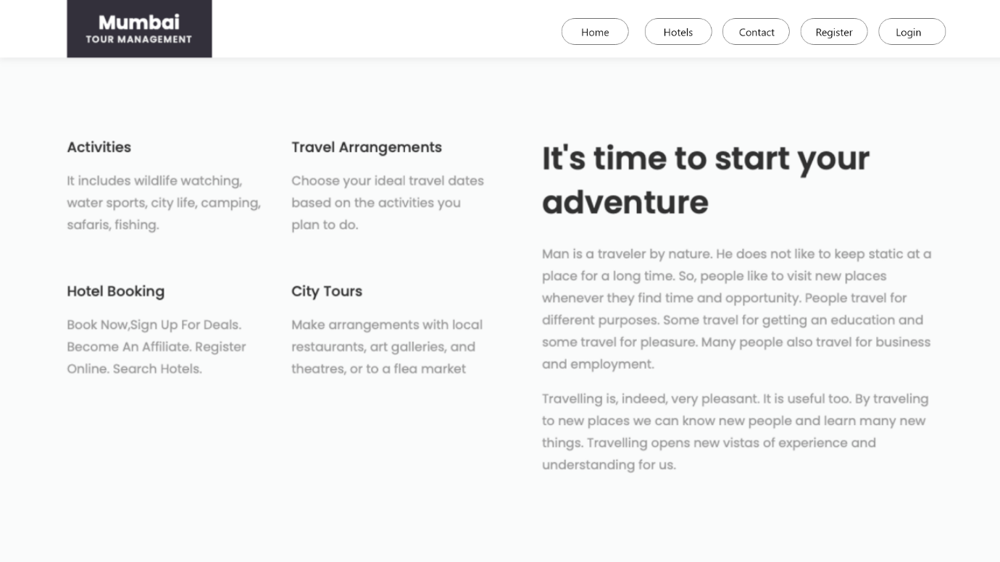 Mumbai
TOUR MANAGEMENT
Home
Hotels
Contact
Register
Login
Activities
It includes wildlife watching,
water sports, city life, camping,
safaris, fishing.
Travel Arrangements
Choose your ideal travel dates
based on the activities you
plan to do.
Hotel Booking
Book Now,Sign Up For Deals.
Become An Affiliate. Register
Online. Search Hotels.
City Tours
Make arrangements with local
restaurants, art galleries, and
theatres, or to a flea market
It's time to start your
adventure
Man is a traveler by nature. He does not like to keep static at a
place for a long time. So, people like to visit new places
whenever they find time and opportunity. People travel for
different purposes. Some travel for getting an education and
some travel for pleasure. Many people also travel for business
and employment.
Travelling is, indeed, very pleasant. It is useful too. By traveling
to new places we can know new people and learn many new
things. Travelling opens new vistas of experience and
understanding for us.